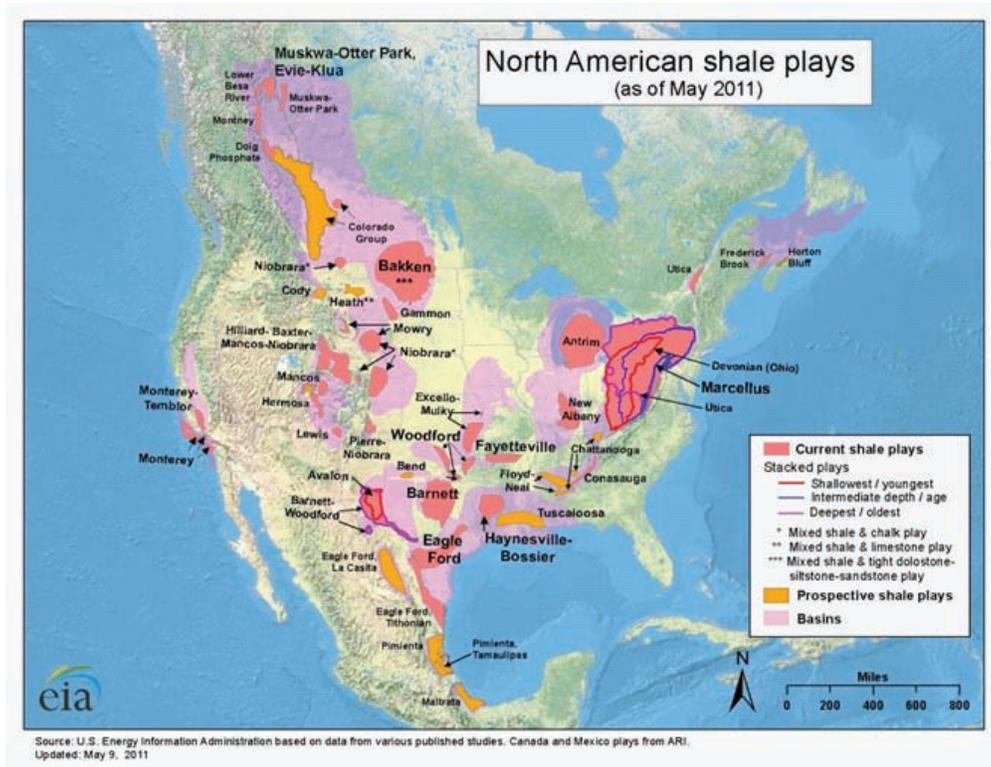 North American shale plays
(as of May 2011)
Muskwa-Otter Park,
Evie-Klua
Lower
Besa
River
Muskwa-
Otter Park
Montney
Doig
Phosphate
Colorado
Group
Niobrara*
Bakken
***
Cody
Heath**
Gammon
Mowry
Hilliard- Baxter-
Mancos-Niobrara
Niobrara*
Mancos
Hermosa
Lewis
Pierre-
Niobrara
Monterey-
Temblor
Monterey
Excello-
Mulky
Woodford
Fayetteville
Bend
Avalon
Barnett-
Woodford
Barnett
Eagle
Ford
Haynesville-
Bossier
Eagle Ford,
La Casita
Eagle Ford,
Tithonian
Pimienta
Pimienta,
Tamaulipas
Maltrata
Utica
Frederick
Brook
Horton
Bluff
Antrim
Devonian (Ohio)
Marcellus
Utica
New
Albany
Chattanooga
Floyd-
Neal
Conasauga
Tuscaloosa
Current shale plays
Stacked plays
Shallowest / youngest
Intermediate depth / age
Deepest / oldest
* Mixed shale & chalk play
** Mixed shale & limestone play
*** Mixed shale & tight dolostone-
siltstone-sandstone play
Prospective shale plays
Basins
N
Miles
0 200 400 600 800
eia
Source: U.S. Energy Information Administration based on data from various published studies. Canada and Mexico plays from ARI.
Updated: May 9, 2011